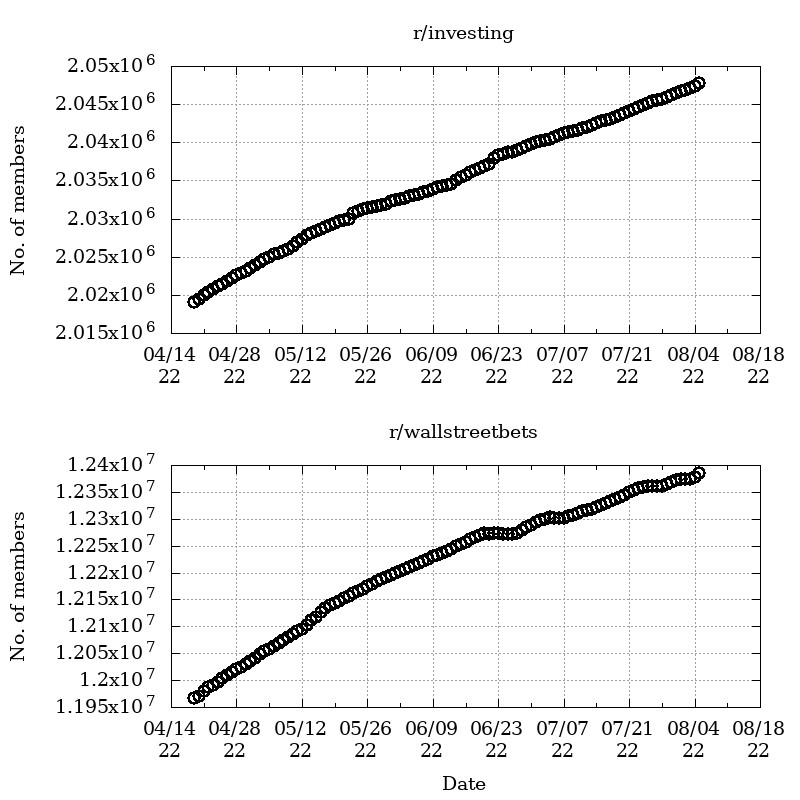 r/investing
2.05x10^6
2.045x10^6
2.04x10^6
2.035x10^6
2.03x10^6
2.025x10^6
2.02x10^6
2.015x10^6
No. of members
04/14 04/28 05/12 05/26 06/09 06/23 07/07 07/21 08/04 08/18
22 22 22 22 22 22 22 22 22 22
r/wallstreetbets
1.24x10^7
1.235x10^7
1.23x10^7
1.225x10^7
1.22x10^7
1.215x10^7
1.21x10^7
1.205x10^7
1.2x10^7
1.195x10^7
No. of members
04/14 04/28 05/12 05/26 06/09 06/23 07/07 07/21 08/04 08/18
22 22 22 22 22 22 22 22 22 22
Date